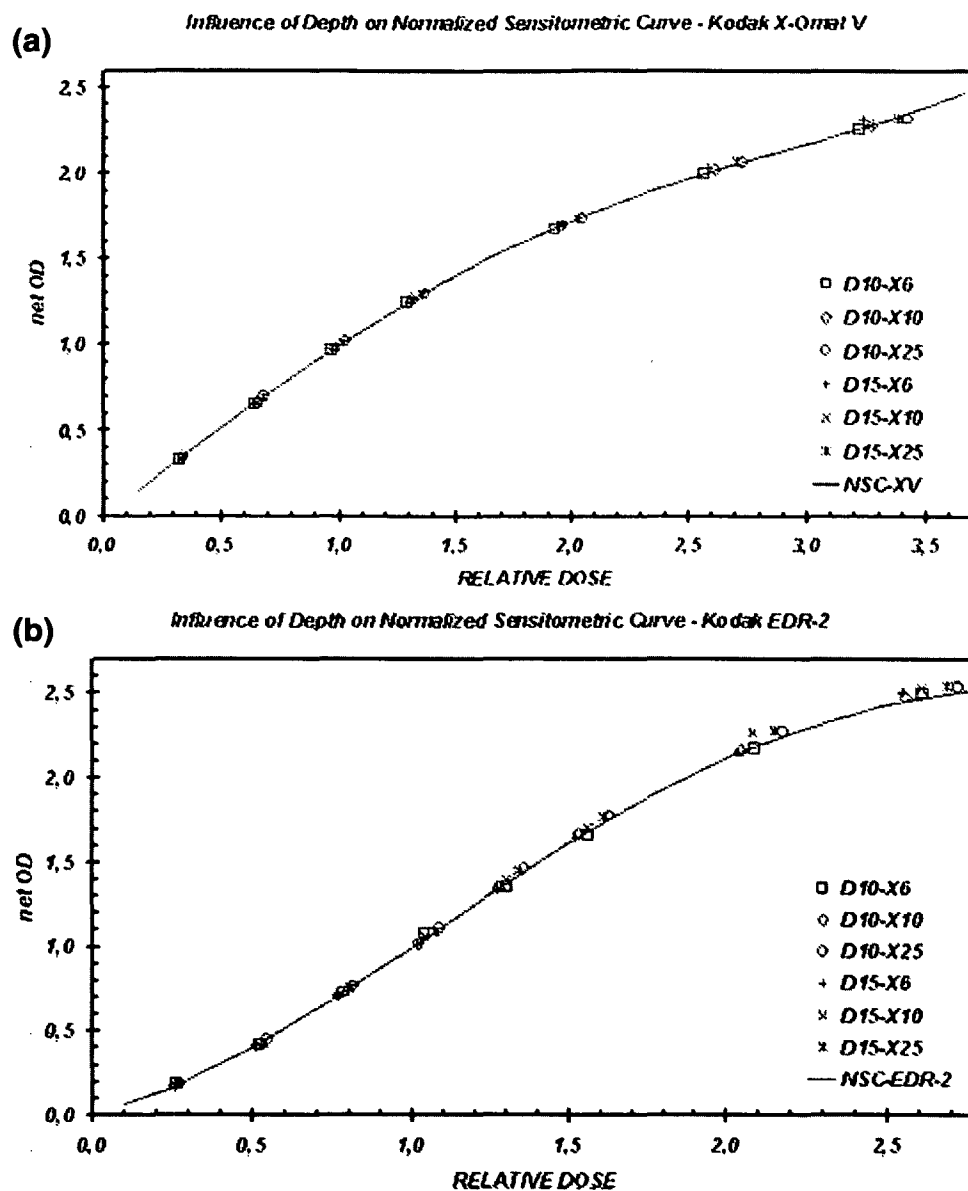 (a)
Influence of Depth on Normalized Sensitometric Curve - Kodak X-Omat V
2,5
2,0
1,5
1,0
0,5
0,0
net OD
0,0 0,5 1,0 1,5 2,0 2,5 3,0 3,5
RELATIVE DOSE
D10-X6
D10-X10
D10-X25
D15-X6
D15-X10
D15-X25
NSC-XV
(b)
Influence of Depth on Normalized Sensitometric Curve - Kodak EDR-2
2,5
2,0
1,5
1,0
0,5
0,0
net OD
0,0 0,5 1,0 1,5 2,0 2,5
RELATIVE DOSE
D10-X6
D10-X10
D10-X25
D15-X6
D15-X10
D15-X25
NSC-EDR-2